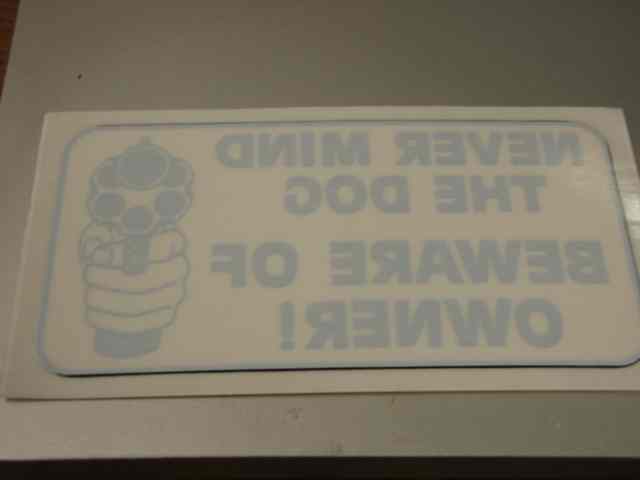 NEVER MIND
THE DOG
BEWARE OF
OWNER!